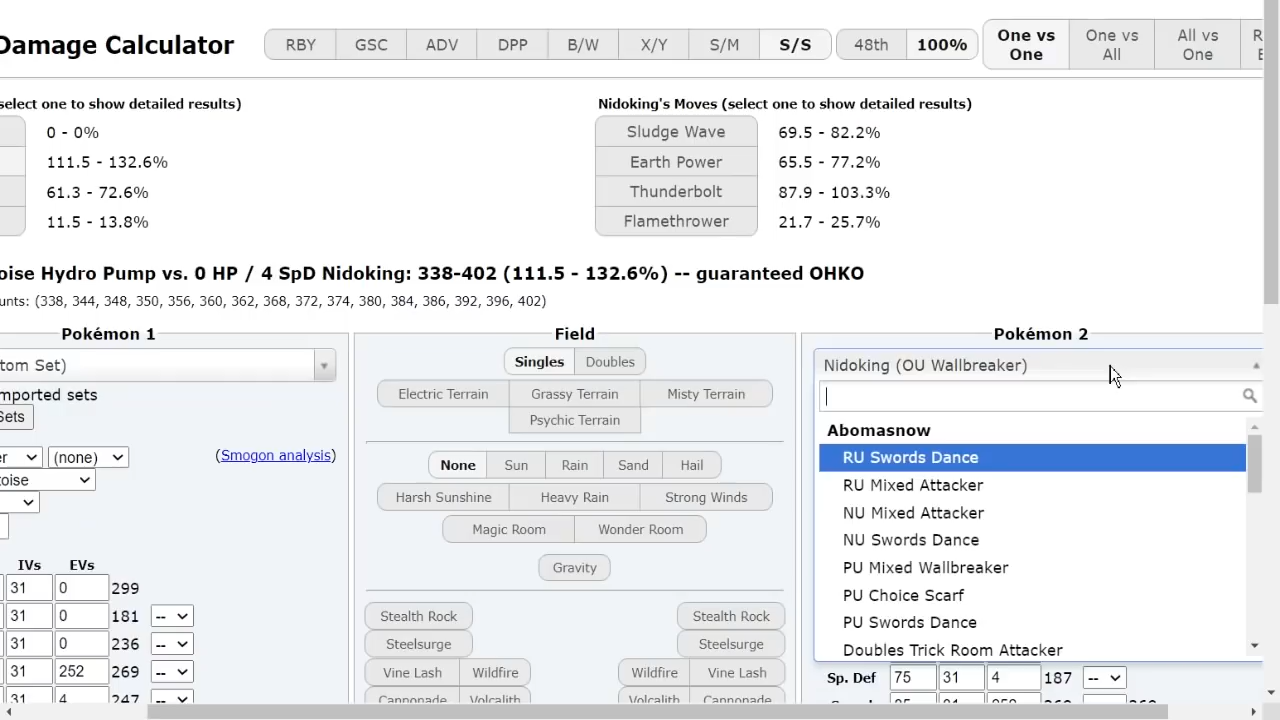 Damage Calculator
RBY GSC ADV DPP B/W X/Y S/M S/S 48th 100% One vs One One vs All All vs One
select one to show detailed results) Nidoking's Moves (select one to show detailed results)
0 - 0% Sludge Wave 69.5 - 82.2%
111.5 - 132.6% Earth Power 65.5 - 77.2%
61.3 - 72.6% Thunderbolt 87.9 - 103.3%
11.5 - 13.8% Flamethrower 21.7 - 25.7%
oise Hydro Pump vs. 0 HP / 4 SpD Nidoking: 338-402 (111.5 - 132.6%) -- guaranteed OHKO
unts: (338, 344, 348, 350, 356, 360, 362, 368, 372, 374, 380, 384, 386, 392, 396, 402)
Pokémon 1
tom Set)
mported sets
Sets
er (none) (Smogon analysis)
toise
IVs EVs
31 0 299
31 0 181 --
31 0 236 --
31 252 269 --
31 4 247 --
Field
Singles Doubles
Electric Terrain Grassy Terrain Misty Terrain
Psychic Terrain
None Sun Rain Sand Hail
Harsh Sunshine Heavy Rain Strong Winds
Magic Room Wonder Room
Gravity
Stealth Rock Stealth Rock
Steelsurge Steelsurge
Vine Lash Wildfire Wildfire Vine Lash
Cannonade Volcalith Volcalith Cannonade
Pokémon 2
Nidoking (OU Wallbreaker)
Abomasnow
RU Swords Dance
RU Mixed Attacker
NU Mixed Attacker
NU Swords Dance
PU Mixed Wallbreaker
PU Choice Scarf
PU Swords Dance
Doubles Trick Room Attacker
Sp. Def 75 31 4 187 --